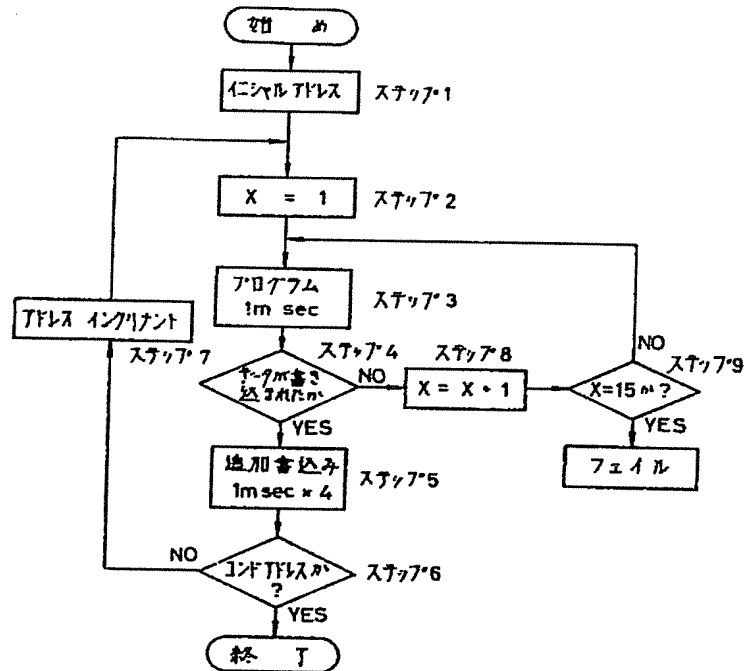 始め
イニシャルアドレス ステップ1
X = 1 ステップ2
プログラム
1m sec
ステップ3
アドレス インクリナント
ステップ7
データが書き
込まれたか
ステップ4
NO
YES
ステップ8
X = X + 1
NO
ステップ9
X=15か?
YES
フェイル
追加書込み
1msec × 4
ステップ5
NO
コンドアドレスか
?
ステップ6
YES
終了